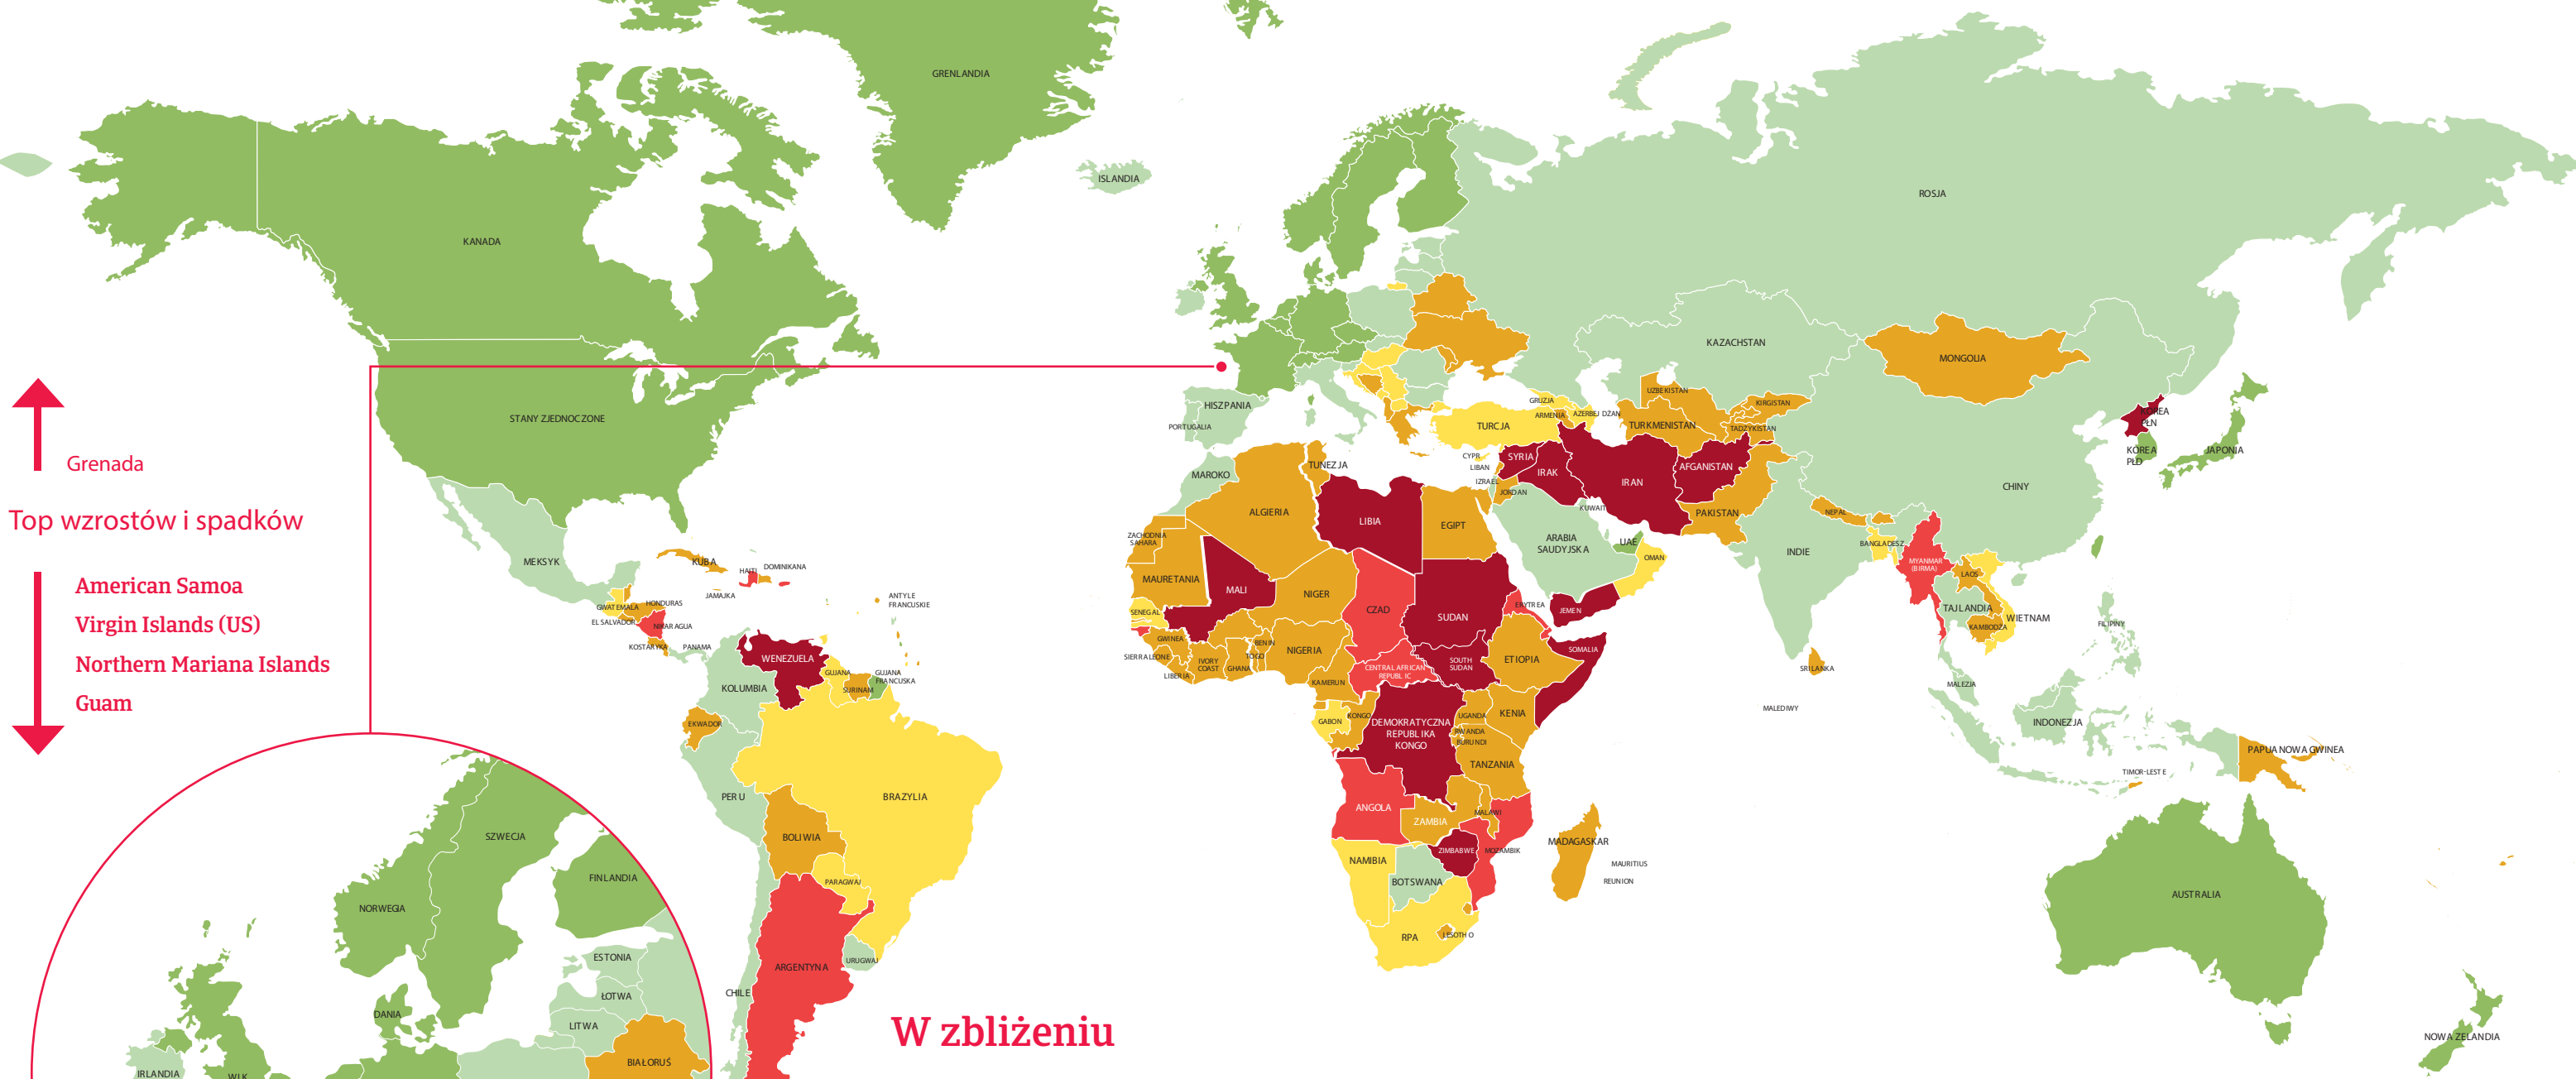 GRENLANDIA
ISLANDIA
ROSJA
KANADA
KAZACHSTAN
MONGOLIA
STANY ZJEDNOCZONE
HISZPANIA
PORTUGALIA
GRUZJA
ARMENIA
AZERBEJ DŻAN
UZBEKISTAN
KIRGISTAN
TURKMENISTAN
TADŻYKISTAN
TURCJA
KOREA
PŁN
KOREA
PŁD
JAPONIA
Grenada
Top wzrostów i spadków
American Samoa
Virgin Islands (US)
Northern Mariana Islands
Guam
MAROKO
TUNEZJA
CYPR
LIBAN
IZRAEL
SYRIA
IRAK
JORDAN
IRAN
AFGANISTAN
KUWAIT
PAKISTAN
CHINY
ALGIERIA
LIBIA
EGIPT
ZACHODNIA
SAHARA
ARABIA
SAUDYJSKA
UAE
OMAN
INDIE
NEPAL
BANGLADESZ
MYANMAR
(BIRMA)
LAOS
TAJLANDIA
WIETNAM
KAMBODŻA
FILIPINY
MEKSYK
KUBA
HAITI
DOMINIKANA
JAMAJKA
ANTYLE
FRANCUSKIE
GWATEMALA
HONDURAS
EL SALVADOR
NIKARAGUA
KOSTARYKA
PANAMA
MAURETANIA
MALI
NIGER
CZAD
SUDAN
ERYTREA
JEMEN
SENEGAL
GWINEA
SIERRA LEONE
LIBERIA
IVORY
COAST
GHANA
TOGO
BENIN
NIGERIA
KAMERUN
CENTRAL AFRICAN
REPUBLIC
SOUTH
SUDAN
ETIOPIA
SOMALIA
SRI LANKA
MALEZJA
MALEDIWY
INDONEZJA
PAPUA NOWA GWINEA
TIMOR-LESTE
WENEZUELA
GUJANA
SURINAM
GUJANA
FRANCUSKA
KOLUMBIA
EKWADOR
PERU
BRAZYLIA
BOLIWIA
PARAGWAJ
ARGENTYNA
URUGWAJ
CHILE
GABON
KONGO
DEMOKRATYCZNA
REPUBLIKA
KONGO
UGANDA
KENIA
RWANDA
BURUNDI
TANZANIA
ANGOLA
ZAMBIA
MALAWI
ZIMBABWE
MOZAMBIK
MADAGASKAR
MAURITIUS
REUNION
NAMIBIA
BOTSWANA
RPA
LESOTHO
AUSTRALIA
NOWA ZELANDIA
SZWECJA
FINLANDIA
NORWEGIA
ESTONIA
ŁOTWA
LITWA
DANIA
BIAŁORUŚ
IRLANDIA
W zbliżeniu